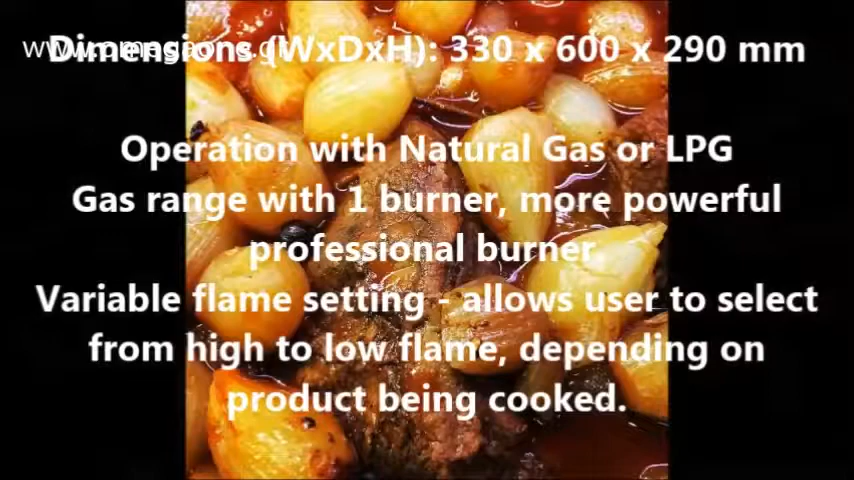 Dimensions (WxDxH): 330 x 600 x 290 mm
Operation with Natural Gas or LPG
Gas range with 1 burner, more powerful
professional burner.
Variable flame setting - allows user to select
from high to low flame, depending on
product being cooked.